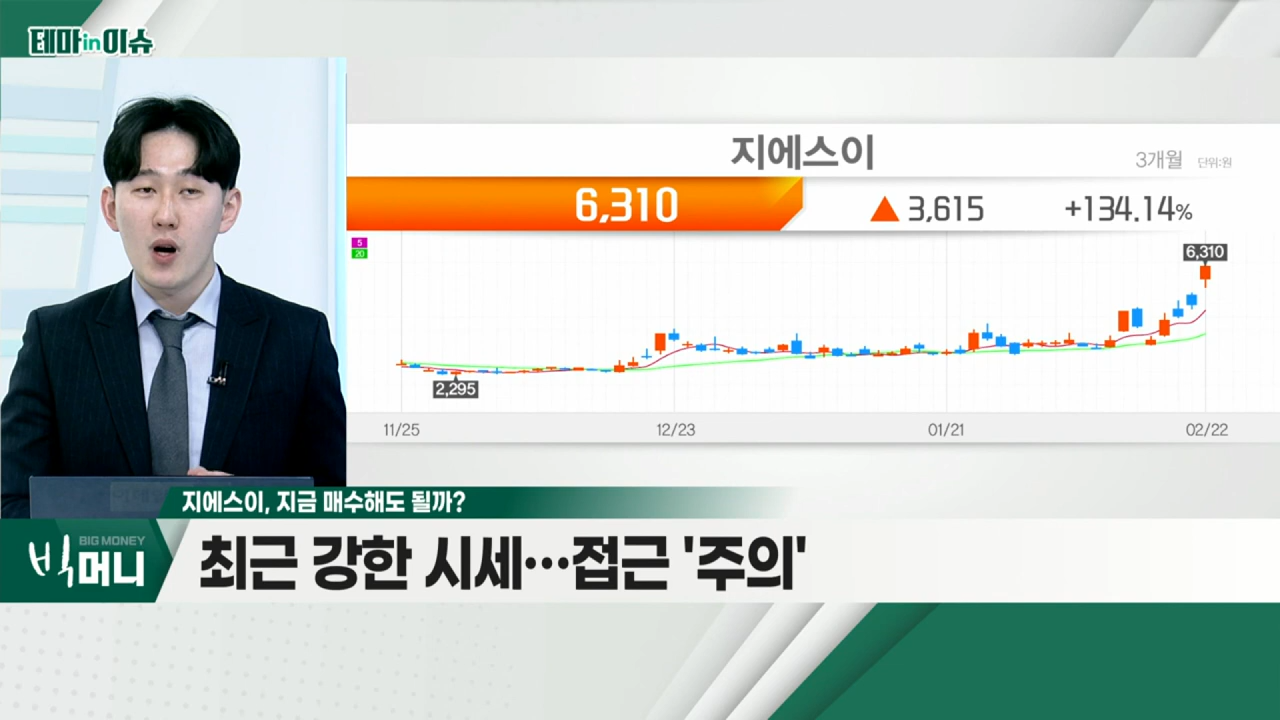 테마in이슈
지에스이
3개월 단위:원
6,310 ▲ 3,615 +134.14%
5
20
6,310
2,295
11/25 12/23 01/21 02/22
지에스이, 지금 매수해도 될까?
BIG MONEY
빅머니
최근 강한 시세…접근 '주의'